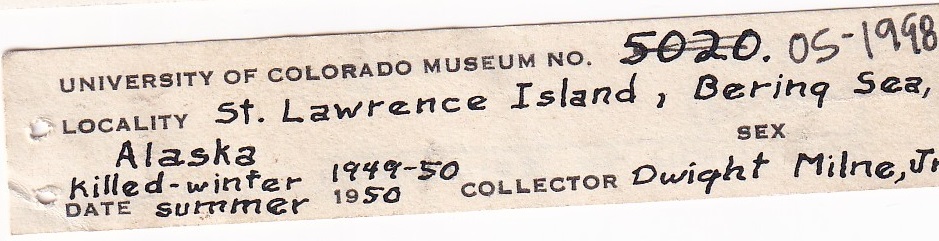 UNIVERSITY OF COLORADO MUSEUM NO. 5020. OS-1998
LOCALITY St. Lawrence Island, Bering Sea,
Alaska SEX
killed-winter 1949-50
DATE summer 1950 COLLECTOR Dwight Milne, Jr